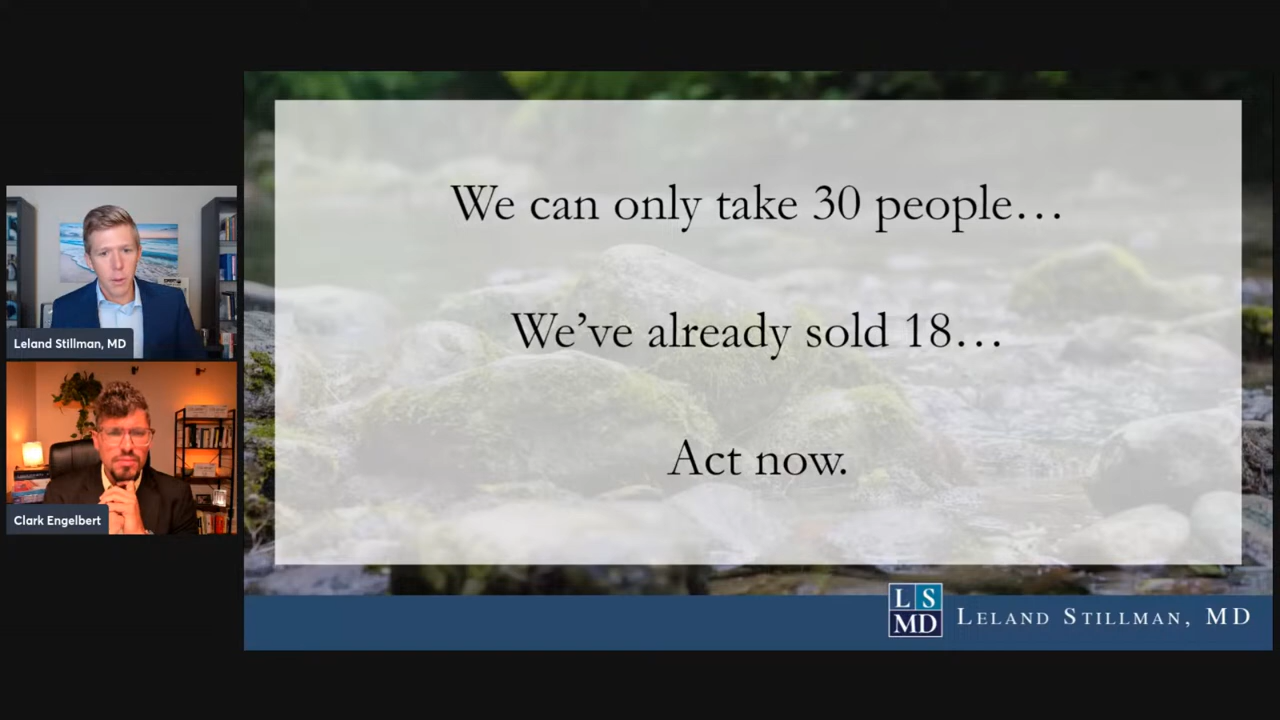 We can only take 30 people…
We’ve already sold 18…
Act now.
Leland Stillman, MD
Clark Engelbert
L S
MD
LELAND STILLMAN, MD